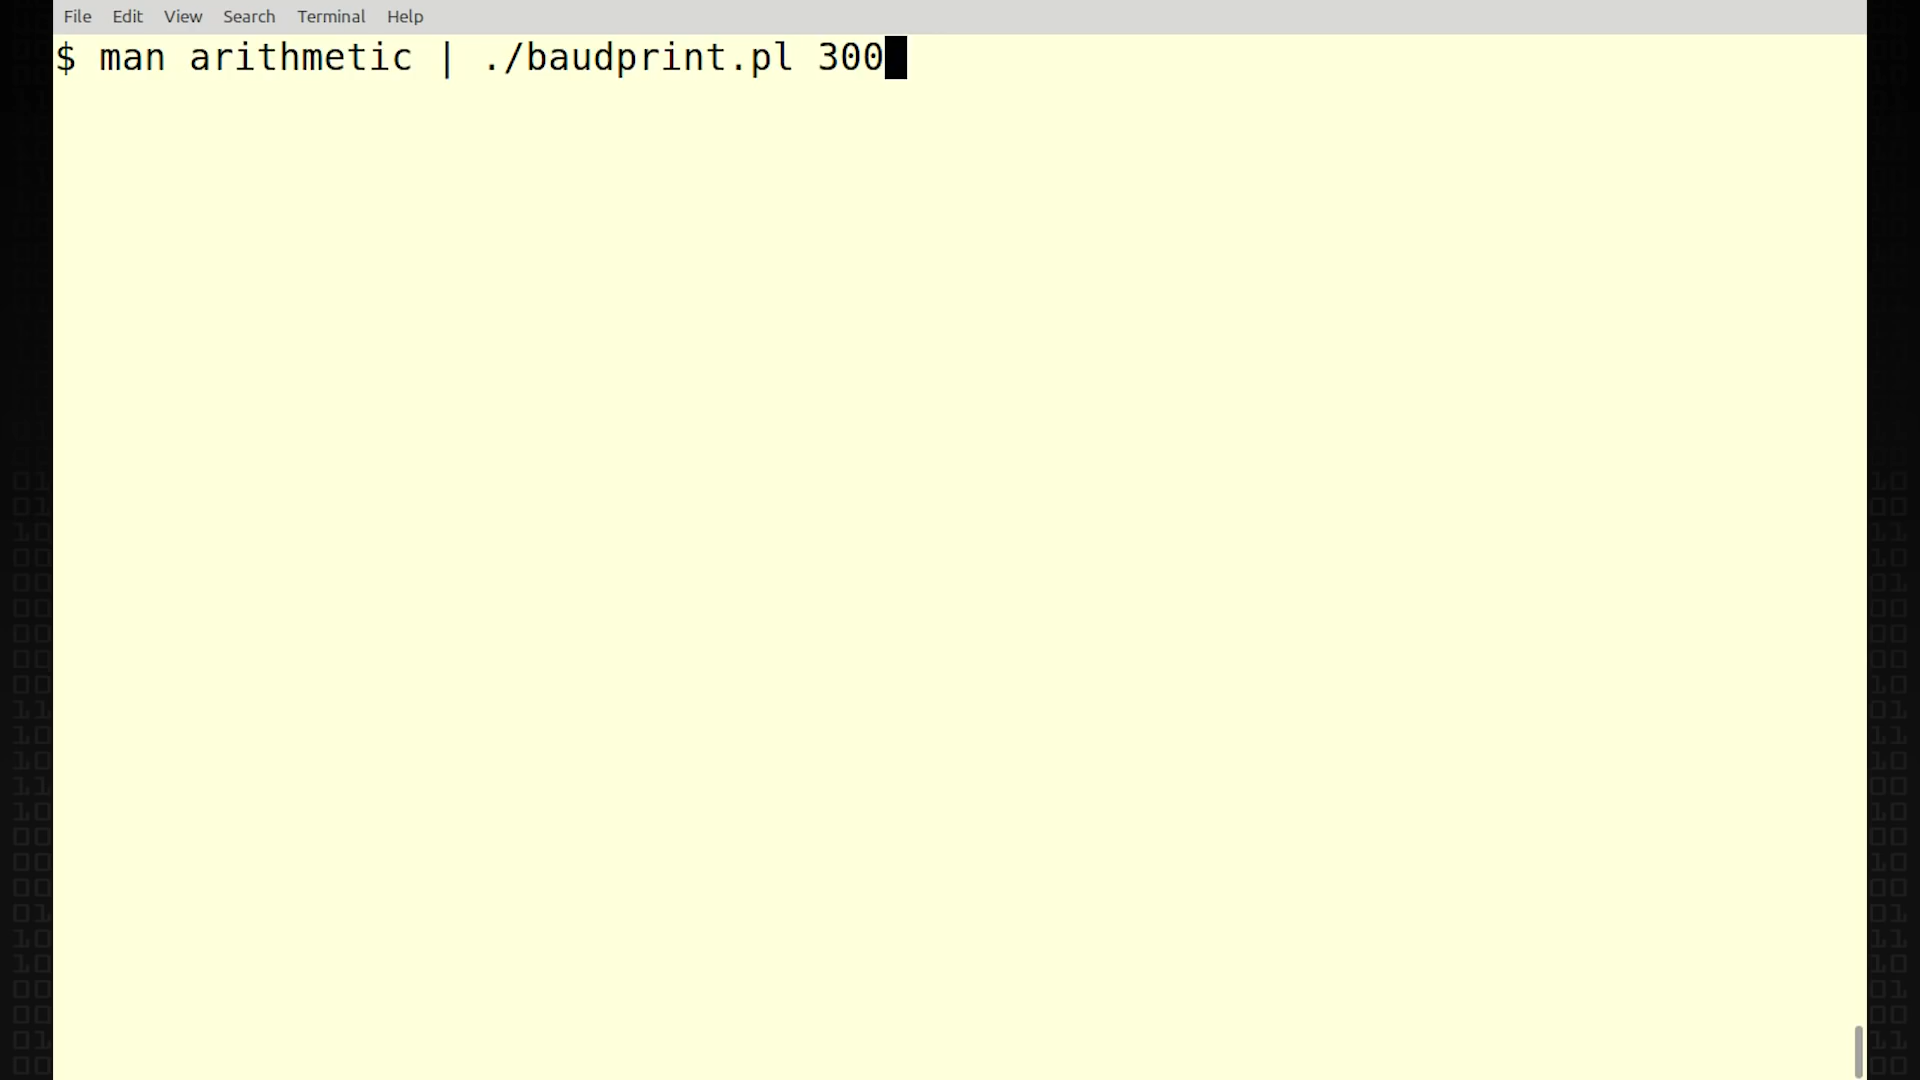 File Edit View Search Terminal Help
$ man arithmetic | ./baudprint.pl 300